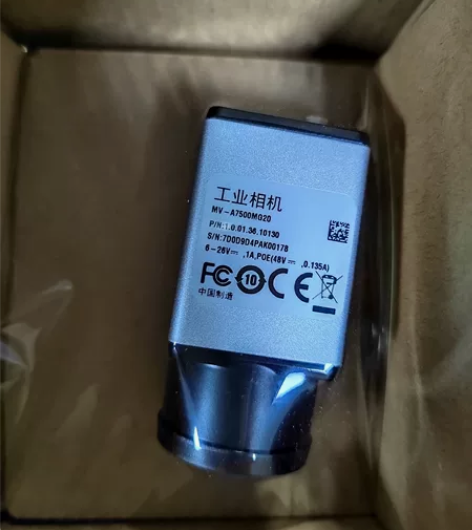 工业相机
MV-A7500MG20
P/N:1.0.01.36.10130
S/N:7D0D9D4PAK00178
6-26V⎓ ,1A,POE(48V⎓ ,0.135A)
FC 10 CE
中国制造